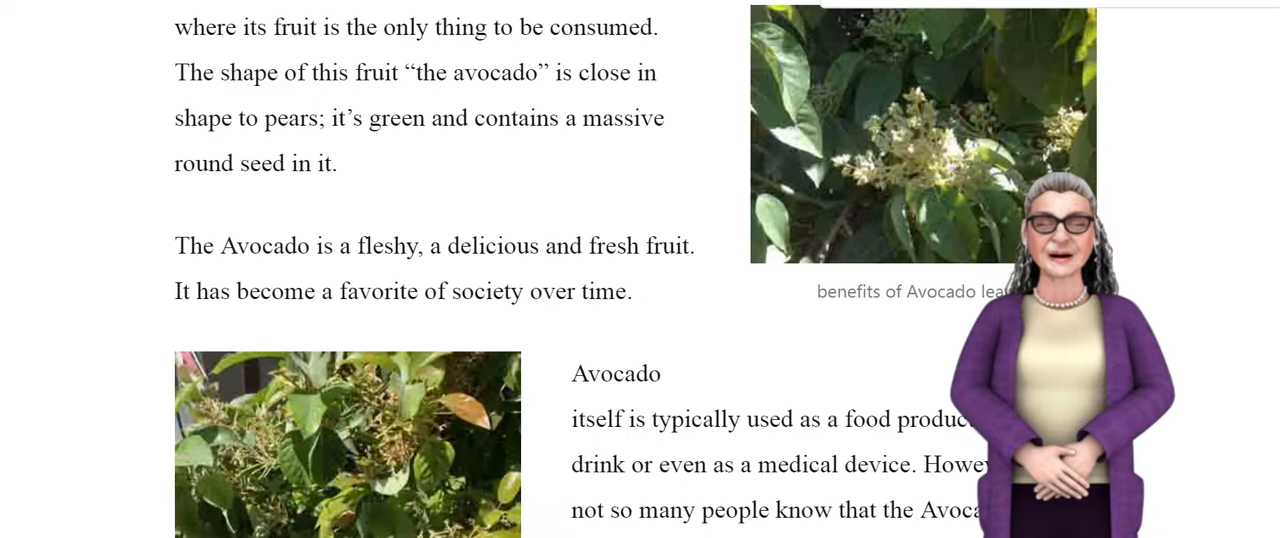 where its fruit is the only thing to be consumed.
The shape of this fruit “the avocado” is close in
shape to pears; it’s green and contains a massive
round seed in it.
The Avocado is a fleshy, a delicious and fresh fruit.
It has become a favorite of society over time.
benefits of Avocado
Avocado
itself is typically used as a food
drink or even as a medical device.
not so many people know that the